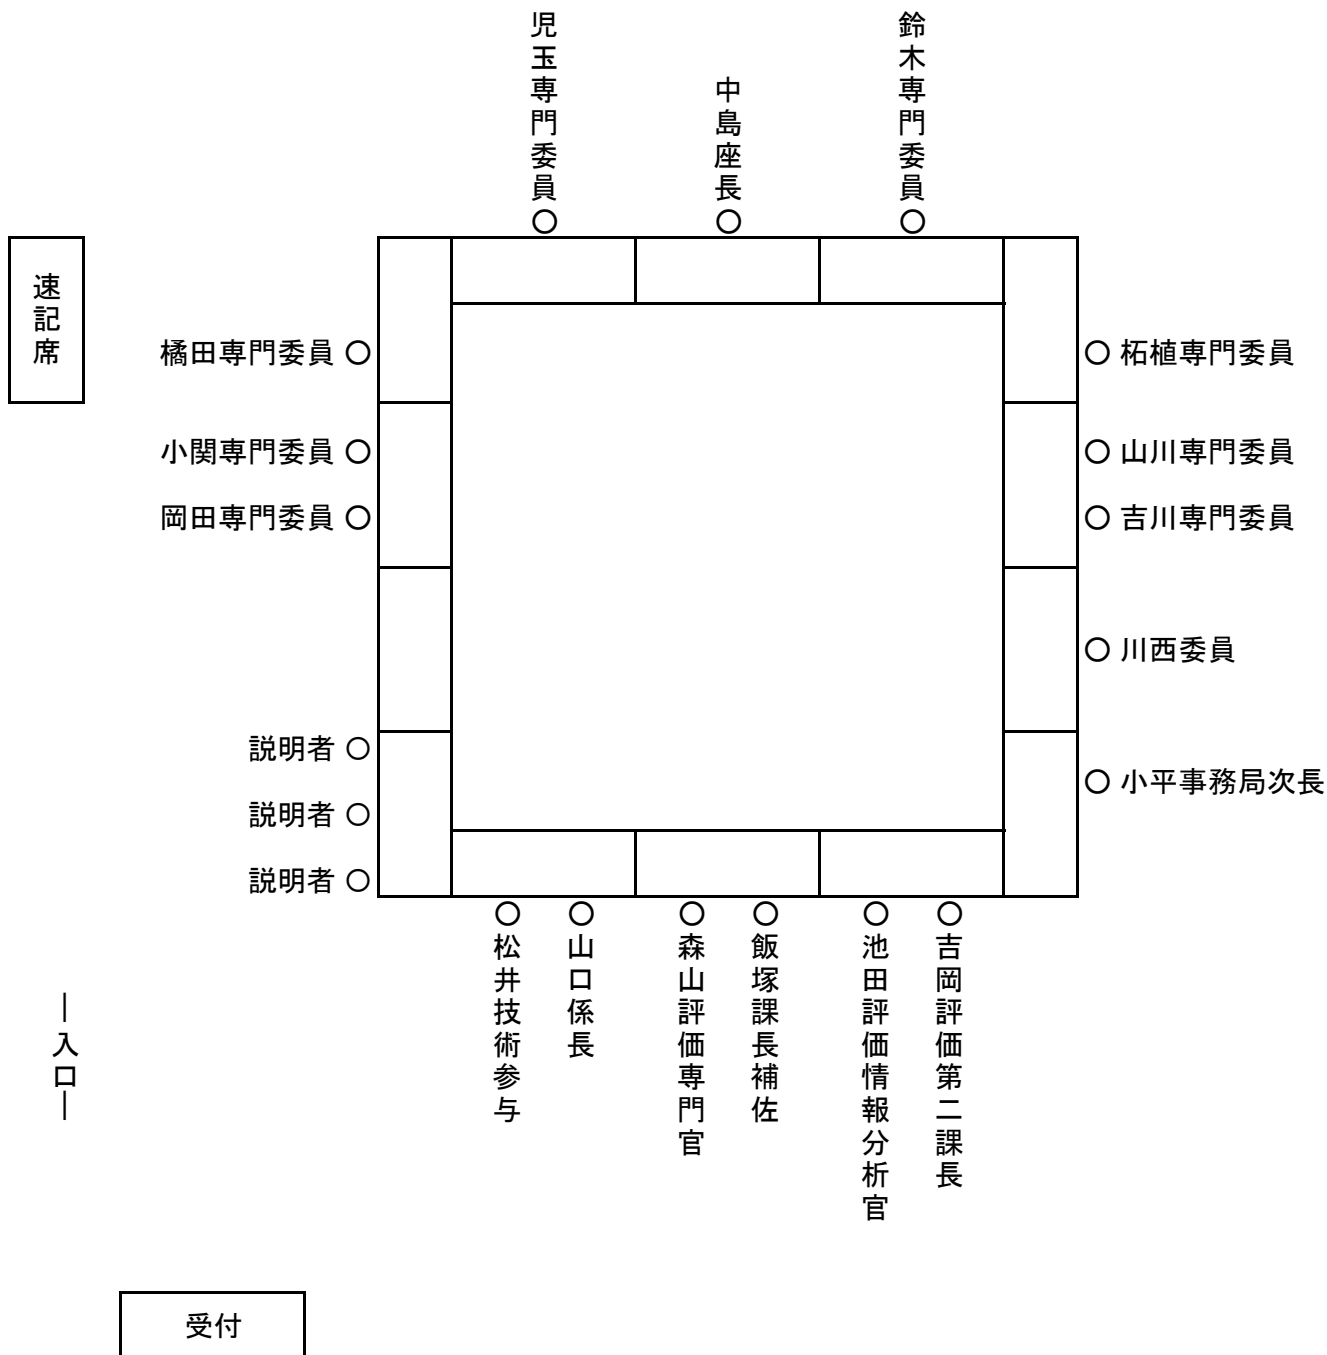 児玉専門委員○
中島座長○
鈴木専門委員○
速記席
橘田専門委員 ○
○ 柘植専門委員
小関専門委員 ○
○ 山川専門委員
岡田専門委員 ○
○ 吉川専門委員
○ 川西委員
説明者 ○
○ 小平事務局次長
説明者 ○
説明者 ○
○松井技術参与
○山口係長
○森山評価専門官
○飯塚課長補佐
○池田評価情報分析官
○吉岡評価第二課長
―入口―
受付